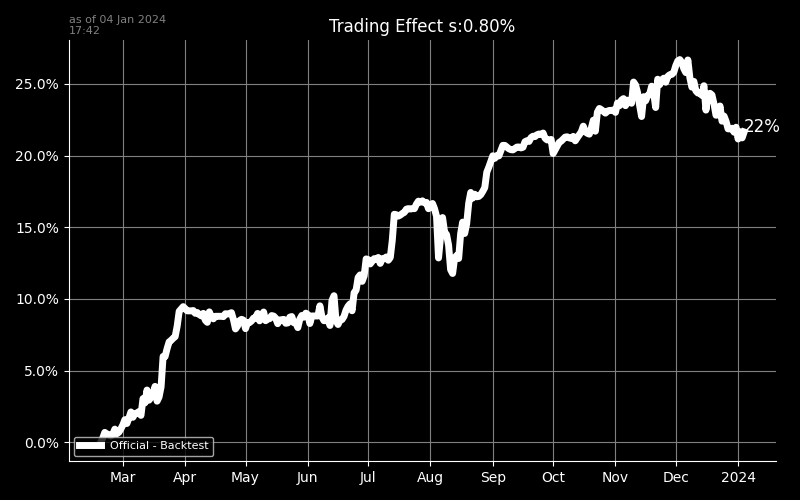 as of 04 Jan 2024
17:42
Trading Effect s:0.80%
25.0%
20.0%
15.0%
10.0%
5.0%
0.0%
22%
Official - Backtest
Mar Apr May Jun Jul Aug Sep Oct Nov Dec 2024